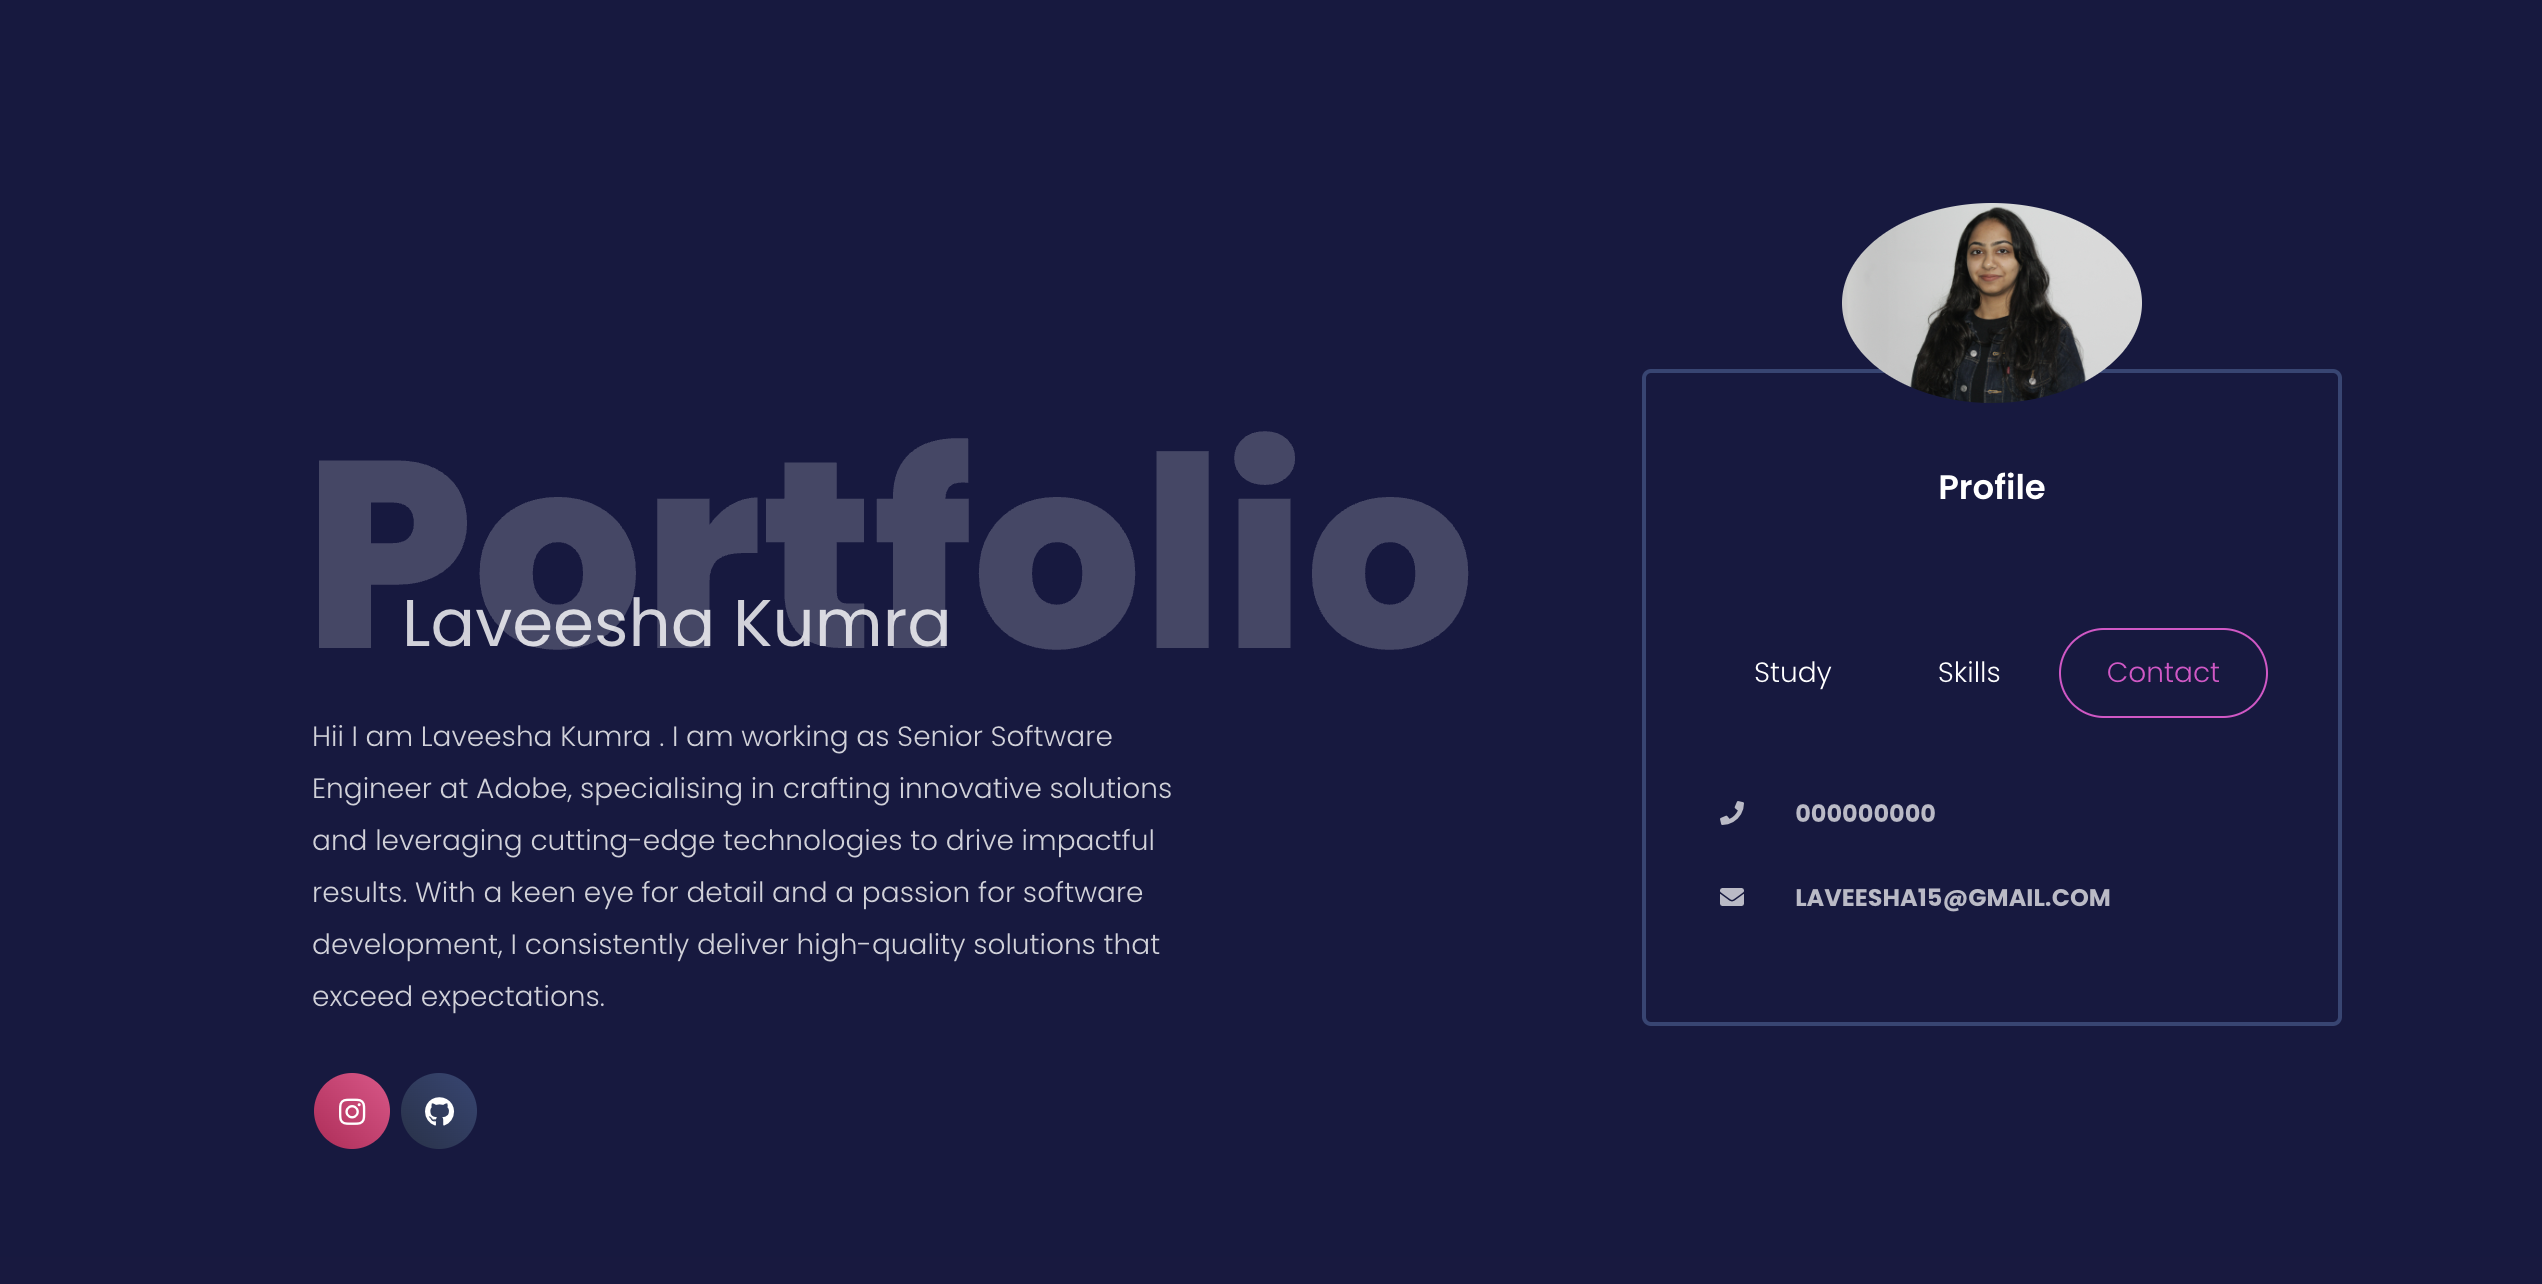 Portfolio
Laveesha Kumra
Hii I am Laveesha Kumra . I am working as Senior Software
Engineer at Adobe, specialising in crafting innovative solutions
and leveraging cutting-edge technologies to drive impactful
results. With a keen eye for detail and a passion for software
development, I consistently deliver high-quality solutions that
exceed expectations.
Profile
Study Skills Contact
000000000
LAVEESHA15@GMAIL.COM